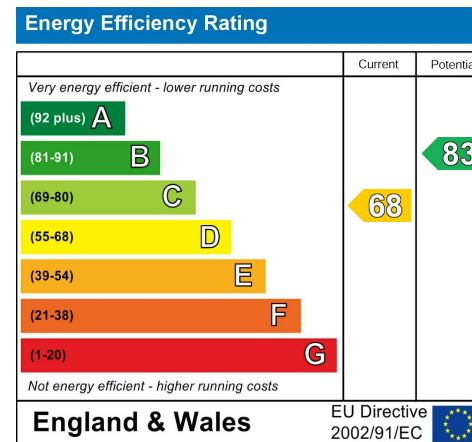 Energy Efficiency Rating
Current Potentia
Very energy efficient - lower running costs
(92 plus) A
(81-91) B
83
(69-80) C
68
(55-68) D
(39-54) E
(21-38) F
(1-20) G
Not energy efficient - higher running costs
England & Wales
EU Directive
2002/91/EC